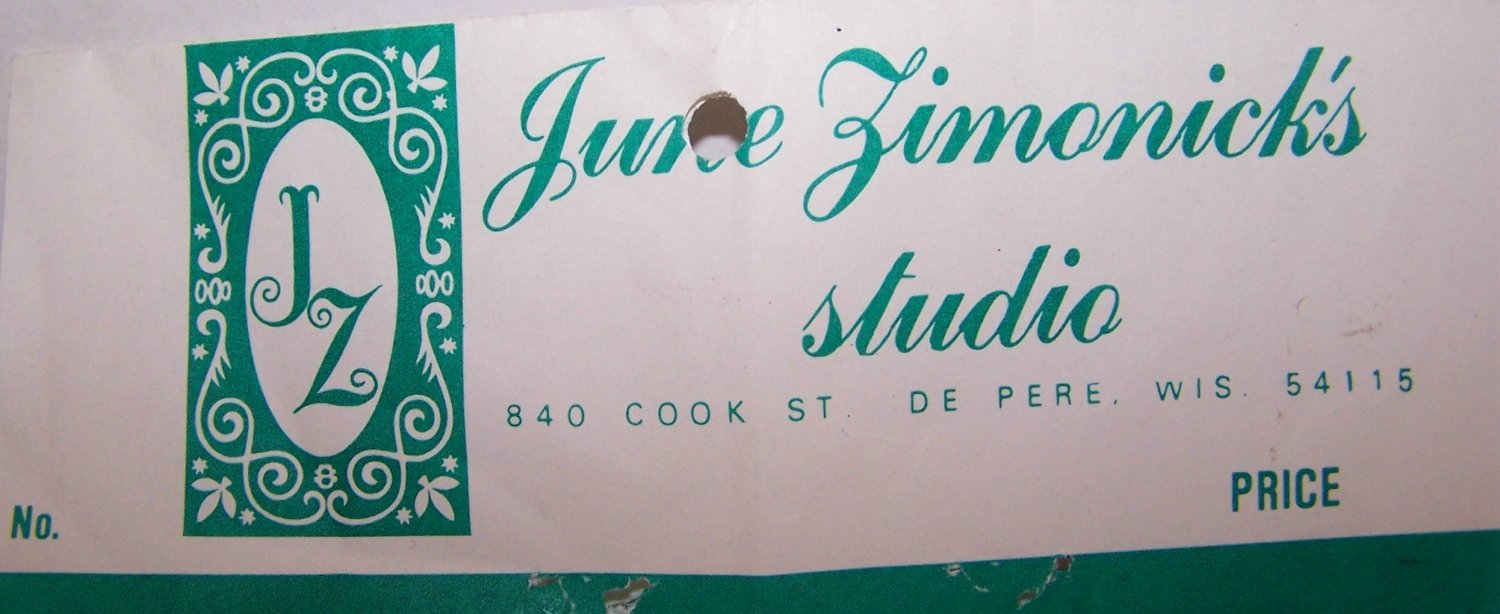 JZ
June Zimonick's
studio
840 COOK ST. DE PERE, WIS. 54115
No.
PRICE